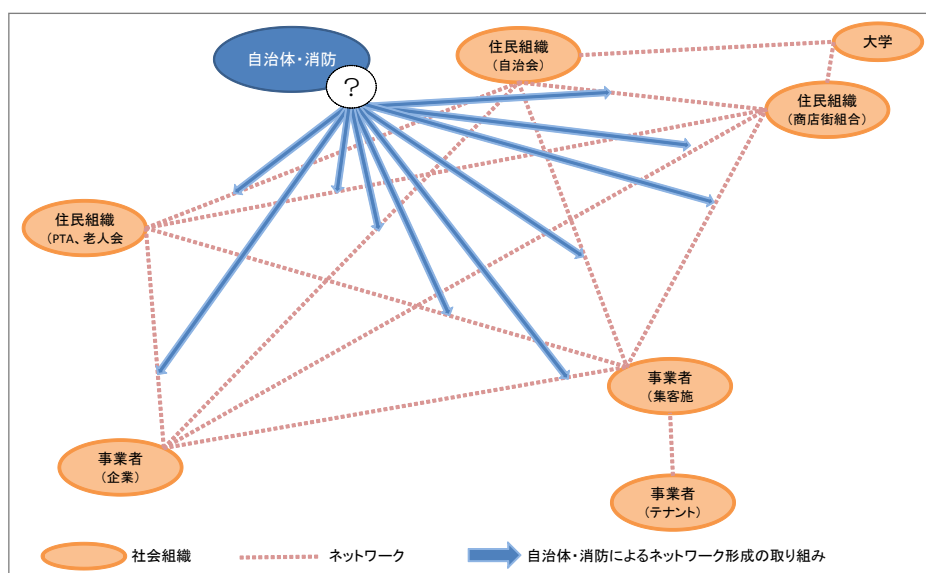 自治体・消防
?
住民組織
(自治会)
大学
住民組織
(商店街組合)
住民組織
(PTA、老人会
事業者
(集客施
事業者
(企業)
事業者
(テナント)
社会組織
ネットワーク
自治体・消防によるネットワーク形成の取り組み